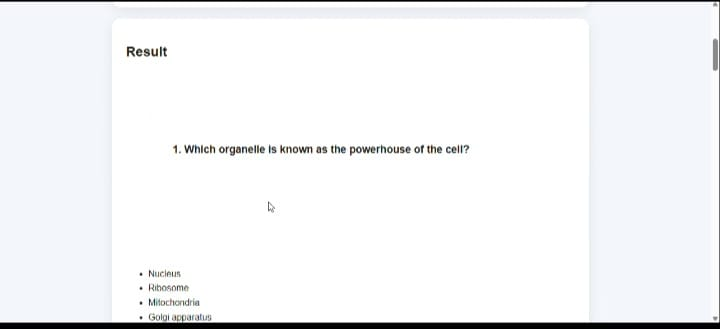 Result
1. Which organelle is known as the powerhouse of the cell?
• Nucleus
• Ribosome
• Mitochondria
• Golgi apparatus